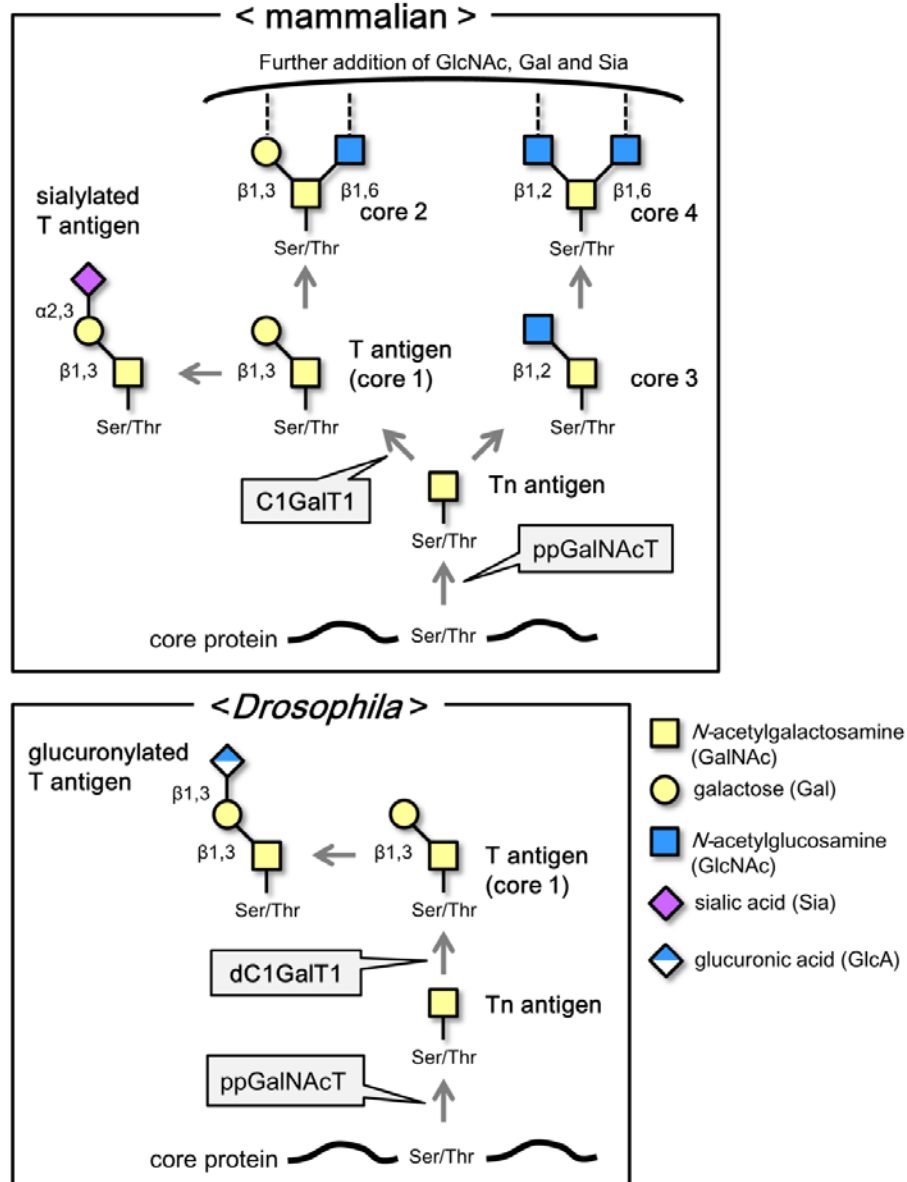 < mammalian >
Further addition of GlcNAc, Gal and Sia
β1,3
β1,6
core 2
Ser/Thr
β1,2
β1,6
core 4
Ser/Thr
sialylated
T antigen
α2,3
β1,3
Ser/Thr
β1,3
T antigen
(core 1)
Ser/Thr
β1,2
core 3
Ser/Thr
C1GalT1
Tn antigen
Ser/Thr
ppGalNAcT
core protein
Ser/Thr
<Drosophila >
glucuronylated
T antigen
β1,3
β1,3
Ser/Thr
β1,3
T antigen
(core 1)
Ser/Thr
dC1GalT1
Tn antigen
Ser/Thr
ppGalNAcT
core protein
Ser/Thr
N-acetylgalactosamine
(GalNAc)
galactose (Gal)
N-acetylglucosamine
(GlcNAc)
sialic acid (Sia)
glucuronic acid (GlcA)